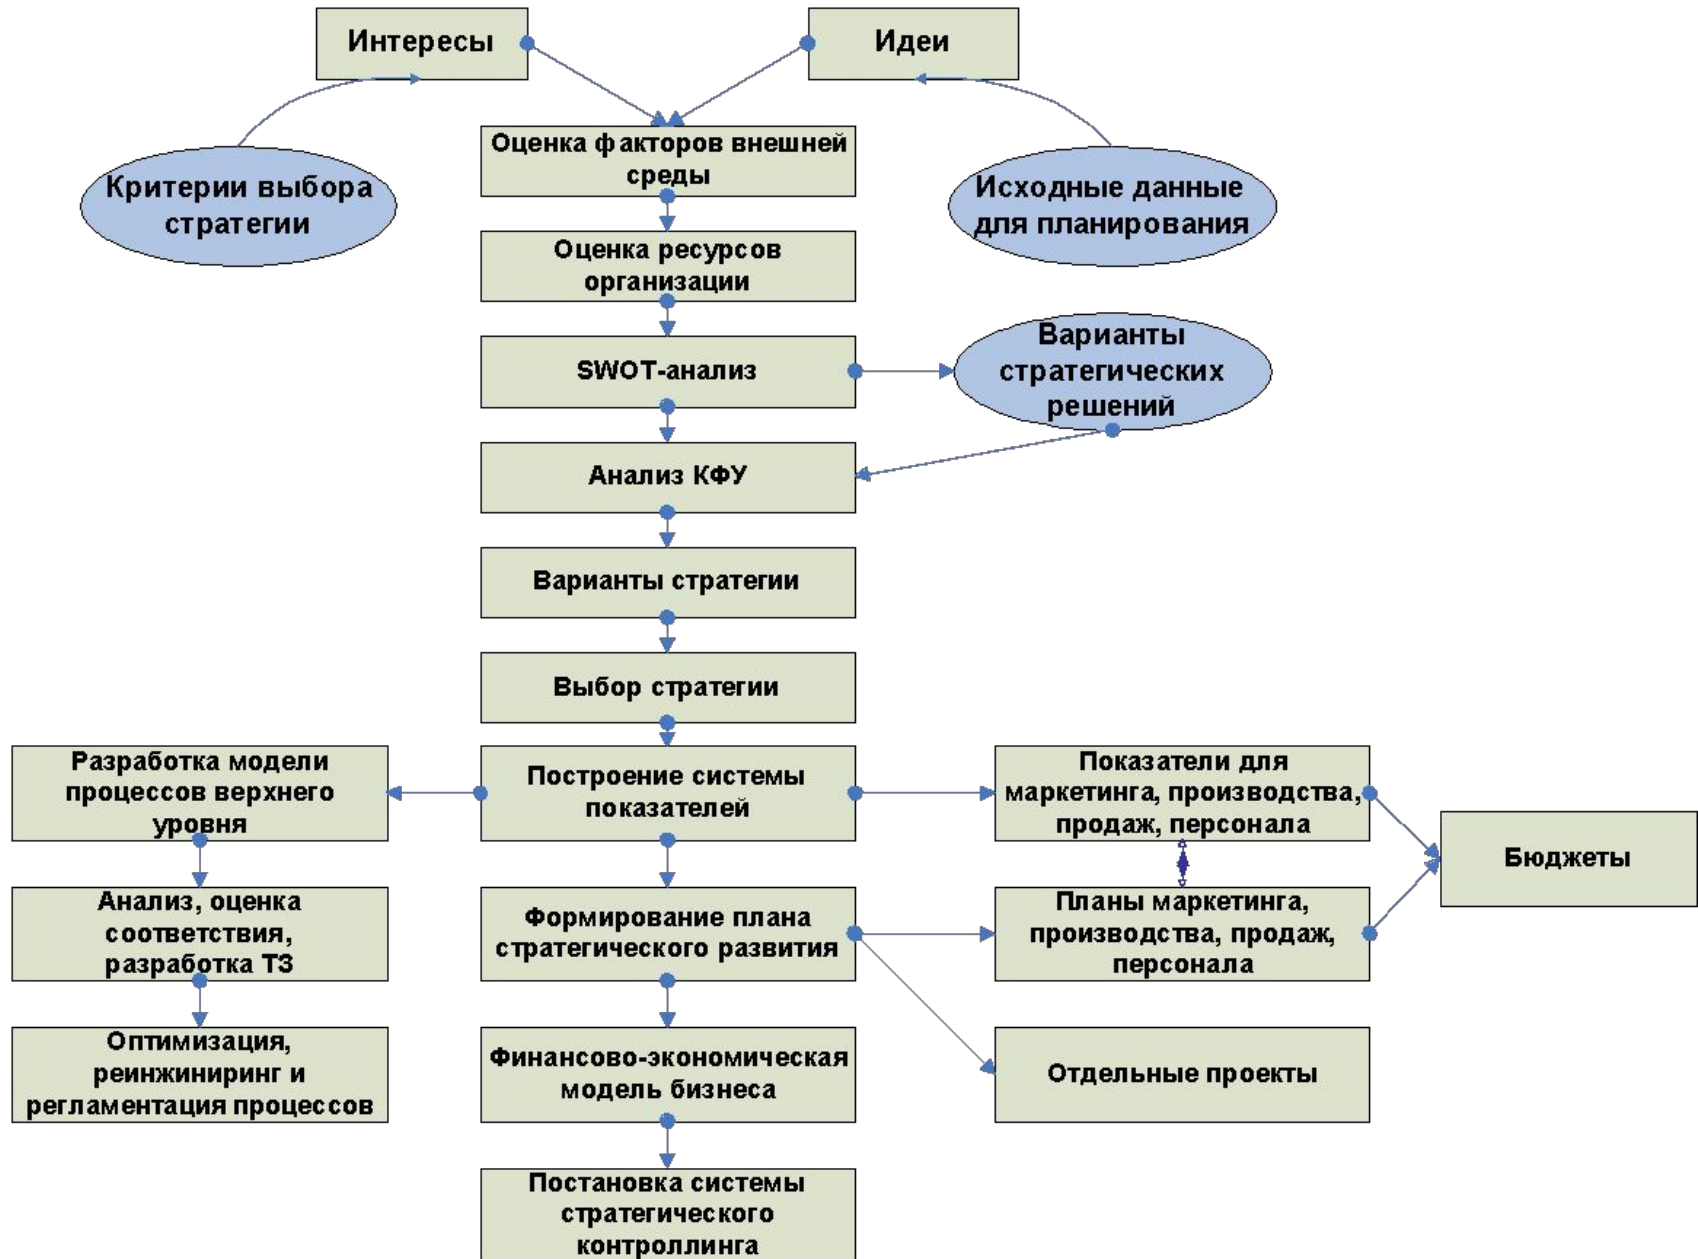 Интересы
Идеи
Оценка факторов внешней
среды
Критерии выбора
стратегии
Исходные данные
для планирования
Оценка ресурсов
организации
SWOT-анализ
Варианты
стратегических
решений
Анализ КФУ
Варианты стратегии
Выбор стратегии
Разработка модели
процессов верхнего
уровня
Построение системы
показателей
Показатели для
маркетинга, производства,
продаж, персонала
Бюджеты
Анализ, оценка
соответствия,
разработка ТЗ
Формирование плана
стратегического развития
Планы маркетинга,
производства, продаж,
персонала
Оптимизация,
реинжиниринг и
регламентация процессов
Финансово-экономическая
модель бизнеса
Отдельные проекты
Постановка системы
стратегического
контроллинга